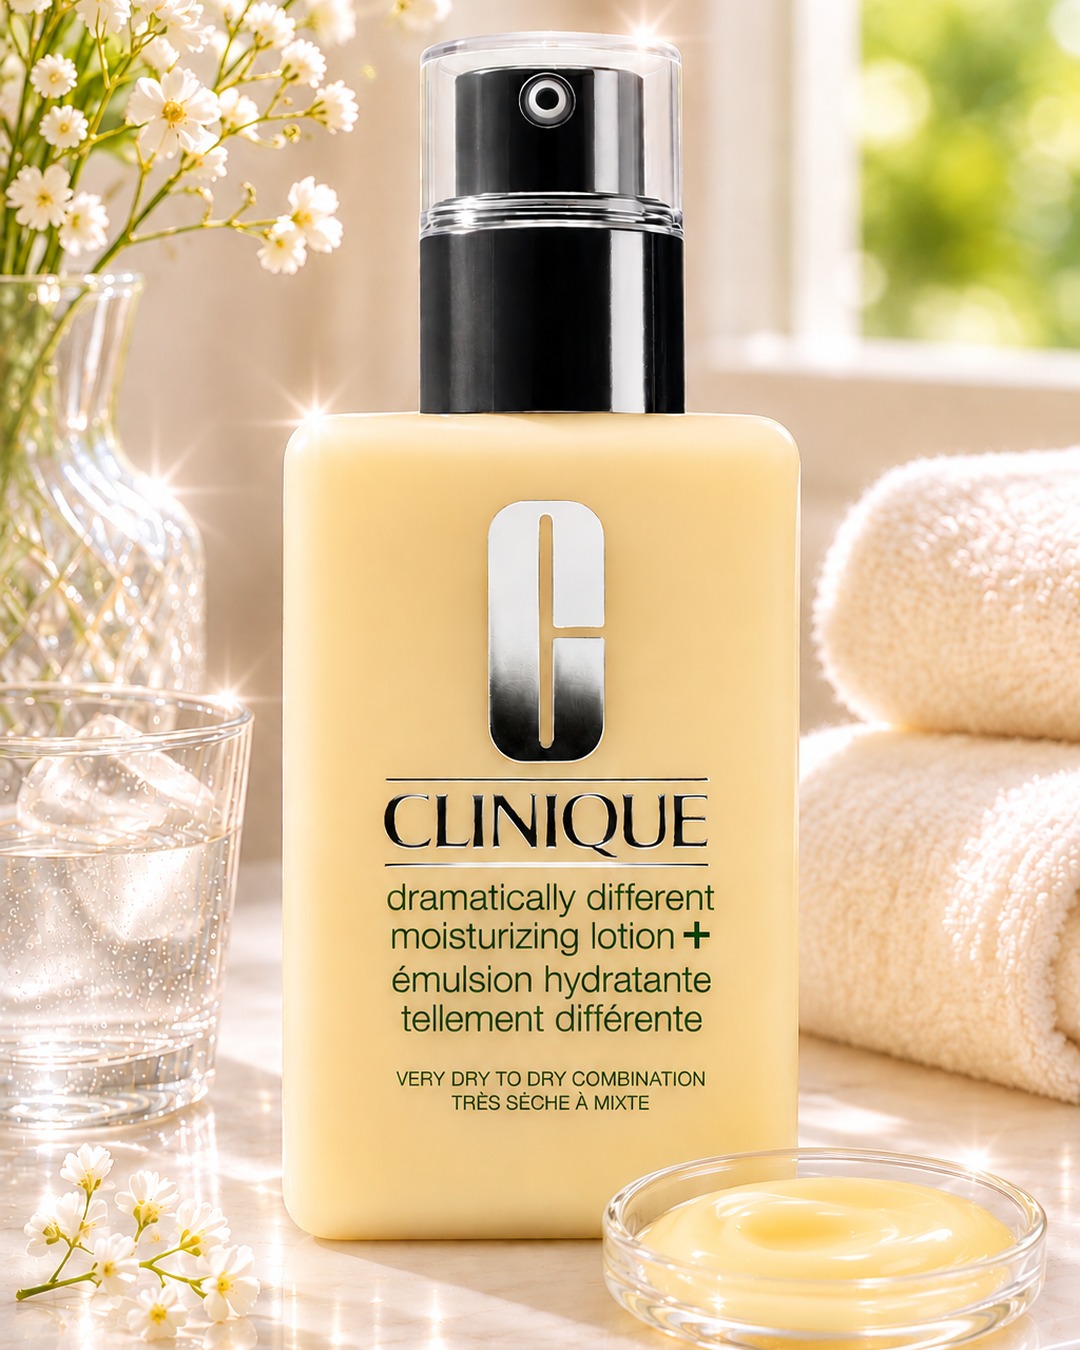 C
CLINIQUE
dramatically different
moisturizing lotion +
émulsion hydratante
tellement différente
VERY DRY TO DRY COMBINATION
TRÈS SÈCHE À MIXTE